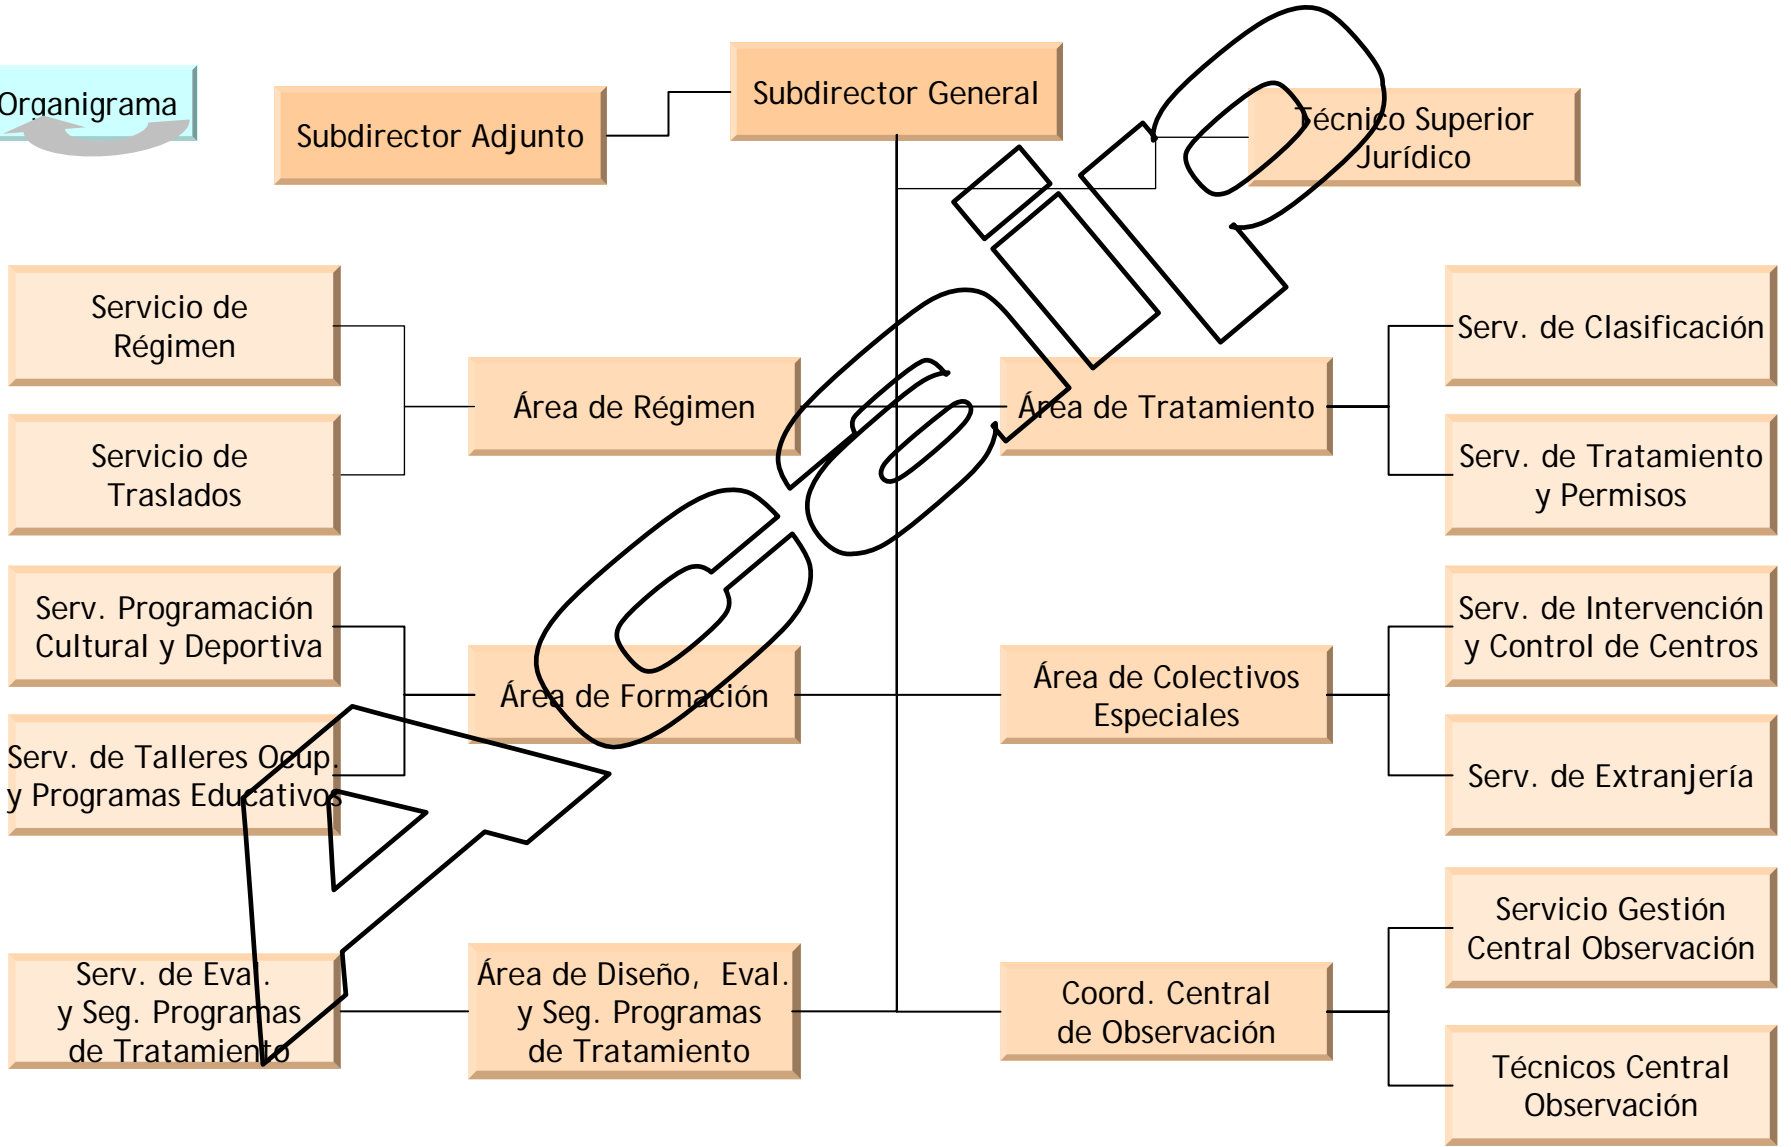 Organigrama
Subdirector Adjunto
Subdirector General
Técnico Superior
Jurídico
Servicio de
Régimen
Servicio de
Traslados
Área de Régimen
Área de Tratamiento
Serv. de Clasificación
Serv. de Tratamiento
y Permisos
Serv. Programación
Cultural y Deportiva
Serv. de Talleres Ocup.
y Programas Educativos
Área de Formación
Área de Colectivos
Especiales
Serv. de Intervención
y Control de Centros
Serv. de Extranjería
Serv. de Eval.
y Seg. Programas
de Tratamiento
Área de Diseño, Eval.
y Seg. Programas
de Tratamiento
Coord. Central
de Observación
Servicio Gestión
Central Observación
Técnicos Central
Observación